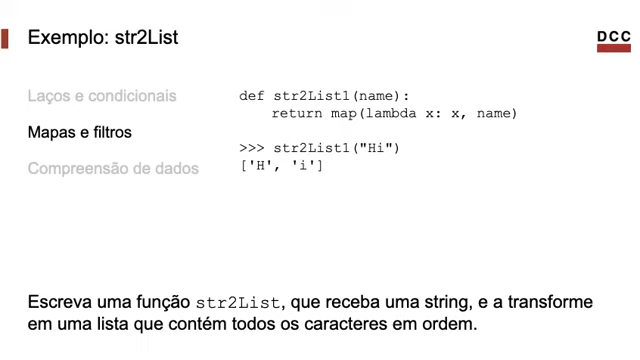 Exemplo: str2List
DCC
Laços e condicionais
Mapas e filtros
Compreensão de dados
def str2List1(name):
    return map(lambda x: x, name)
>>> str2List1("Hi")
['H', 'i']
Escreva uma função str2List, que receba uma string, e a transforme
em uma lista que contém todos os caracteres em ordem.